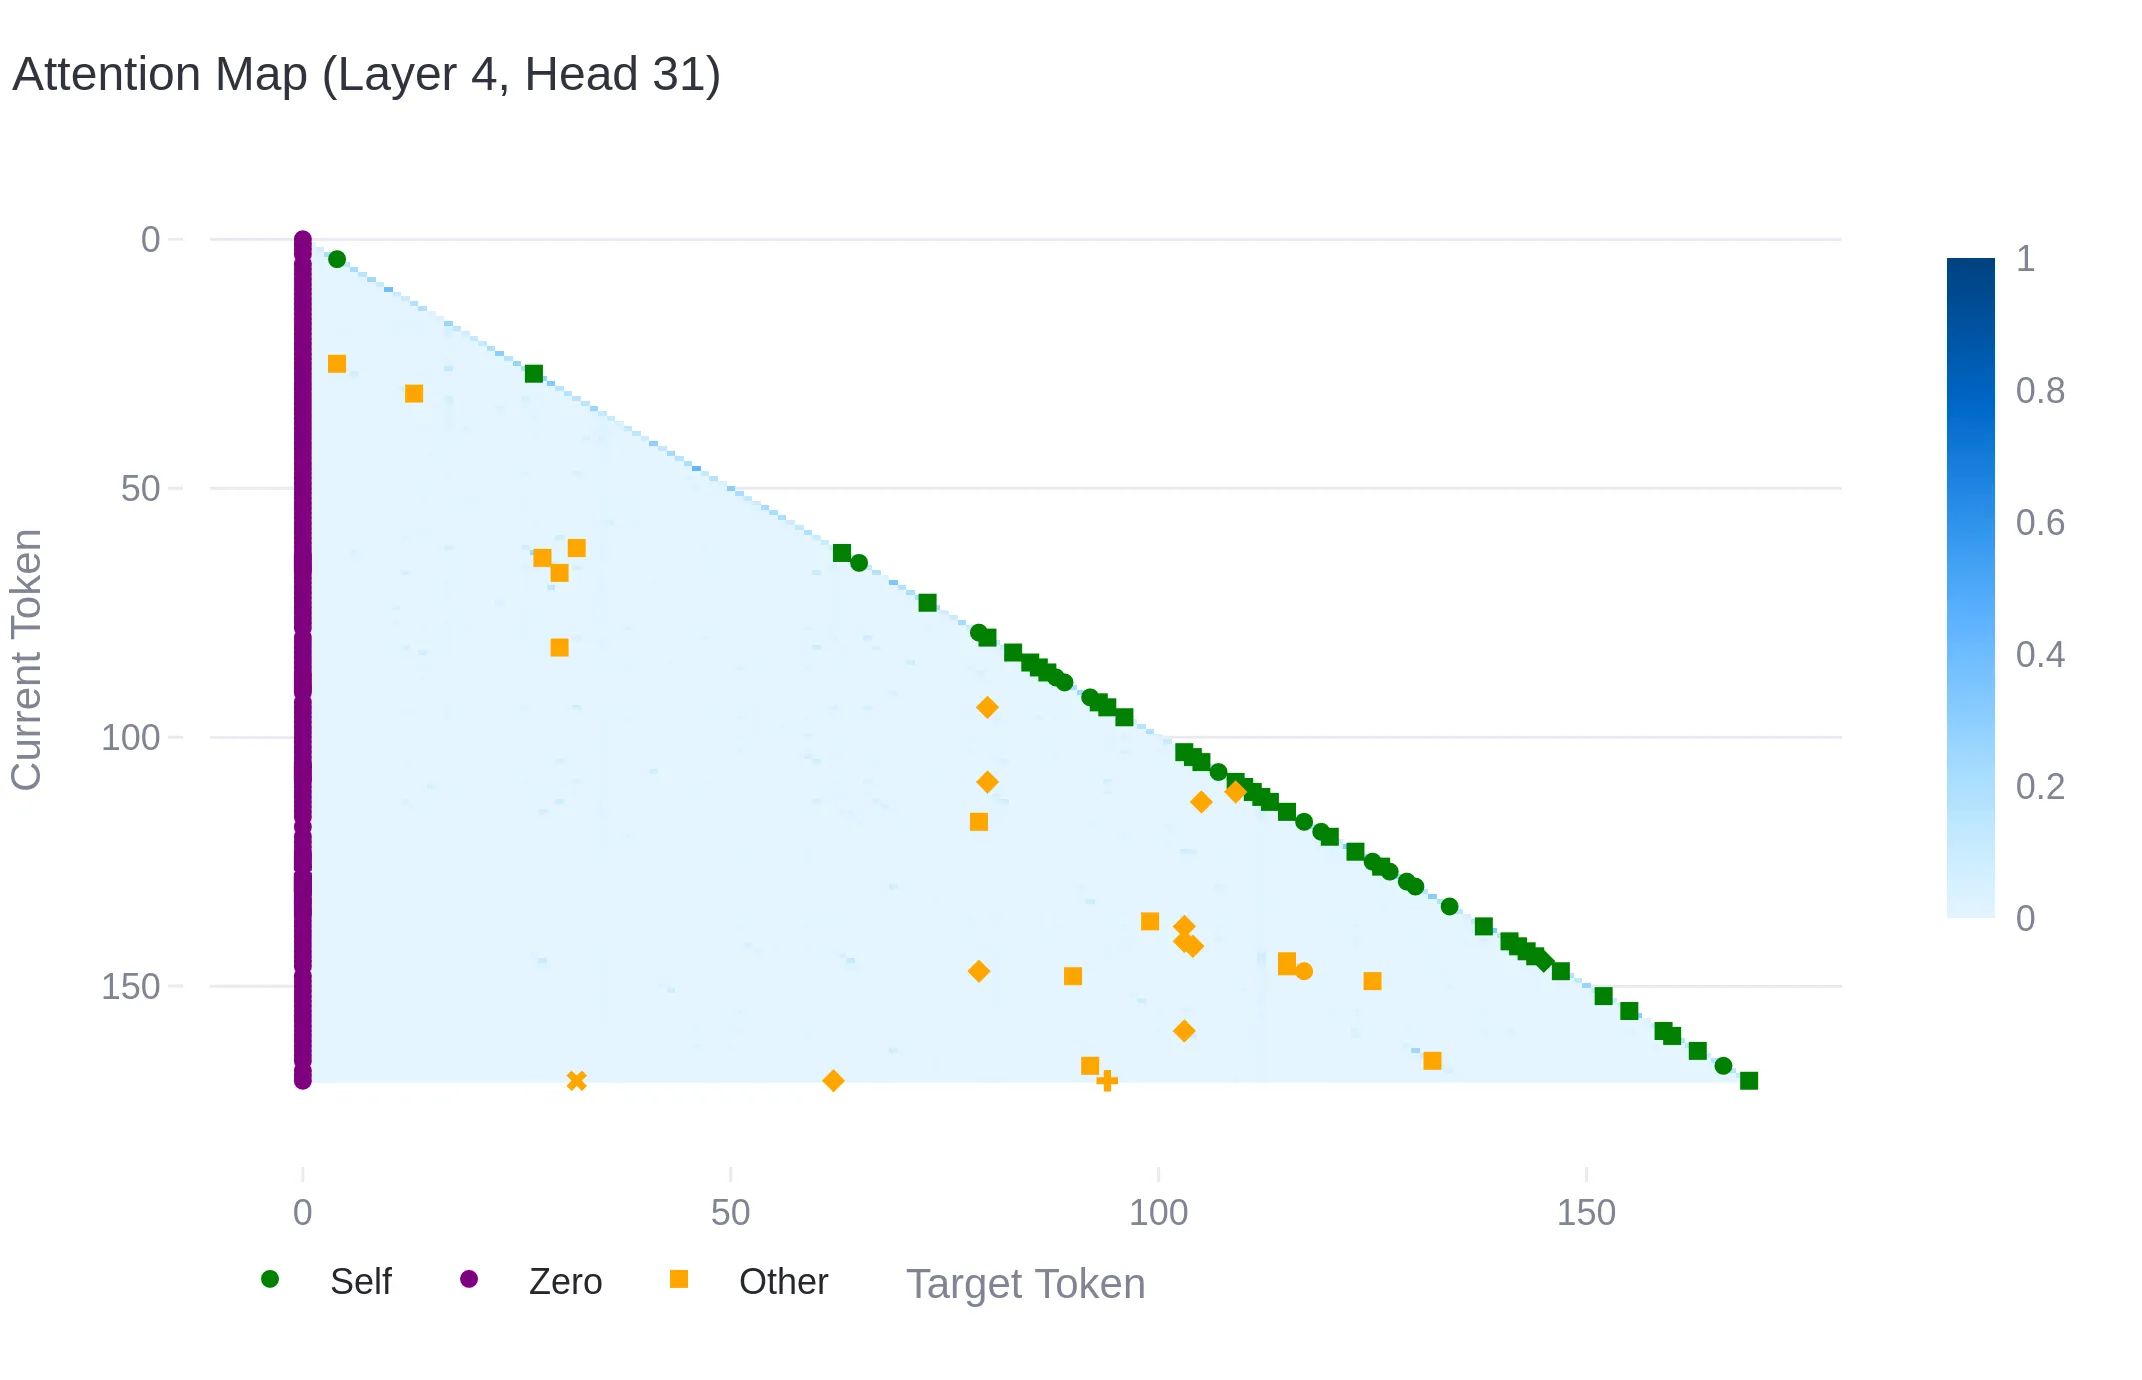 Attention Map (Layer 4, Head 31)
0
50
100
150
Current Token
1
0.8
0.6
0.4
0.2
0
0 50 100 150
Self Zero Other Target Token